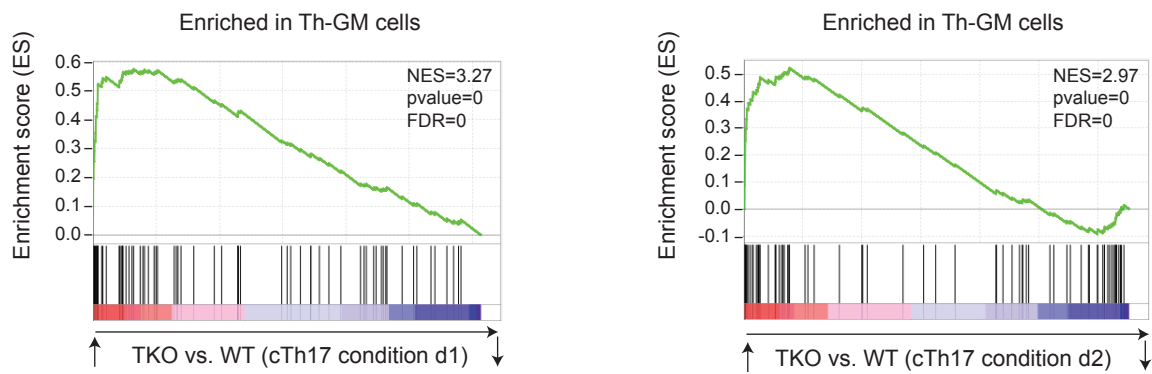 Enriched in Th-GM cells
Enrichment score (ES)
0.6
0.5
0.4
0.3
0.2
0.1
0.0
NES=3.27
pvalue=0
FDR=0
TKO vs. WT (cTh17 condition d1)
Enriched in Th-GM cells
Enrichment score (ES)
0.5
0.4
0.3
0.2
0.1
0.0
-0.1
NES=2.97
pvalue=0
FDR=0
TKO vs. WT (cTh17 condition d2)